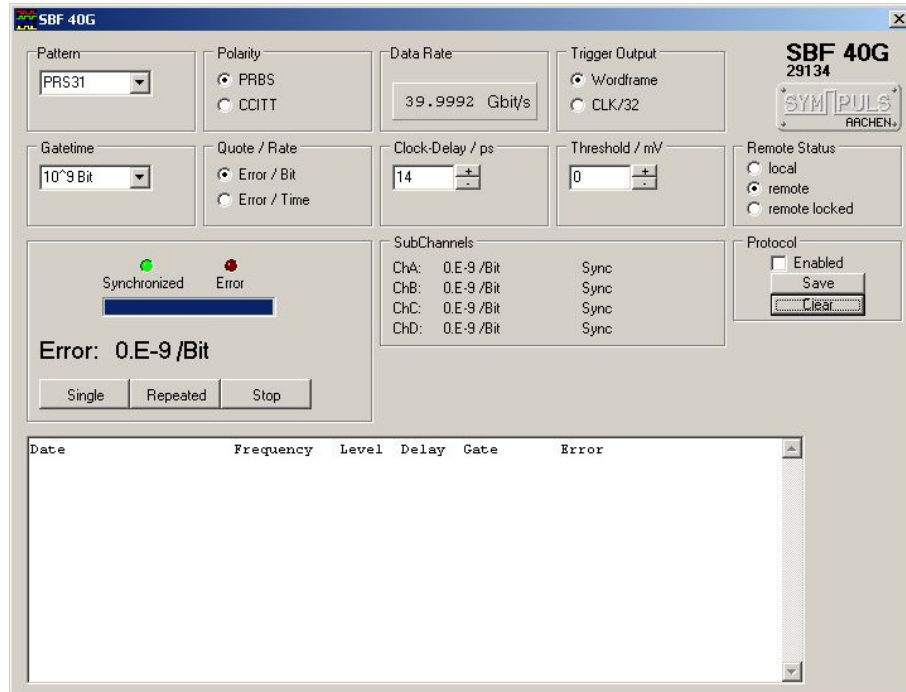 SBF 40G
Pattern
PRS31
Polarity
PRBS
CCITT
Data Rate
39.9992 Gbit/s
Trigger Output
Wordframe
CLK/32
SBF 40G
29134
SYMPULS
AACHEN
Gatetime
10^9 Bit
Quote / Rate
Error / Bit
Error / Time
Clock-Delay / ps
14
+
-
Threshold / mV
0
+
-
Remote Status
local
remote
remote locked
Synchronized
Error
Error: 0.E-9 /Bit
Single
Repeated
Stop
SubChannels
ChA: 0.E-9 /Bit Sync
ChB: 0.E-9 /Bit Sync
ChC: 0.E-9 /Bit Sync
ChD: 0.E-9 /Bit Sync
Protocol
Enabled
Save
Clear
Date Frequency Level Delay Gate Error